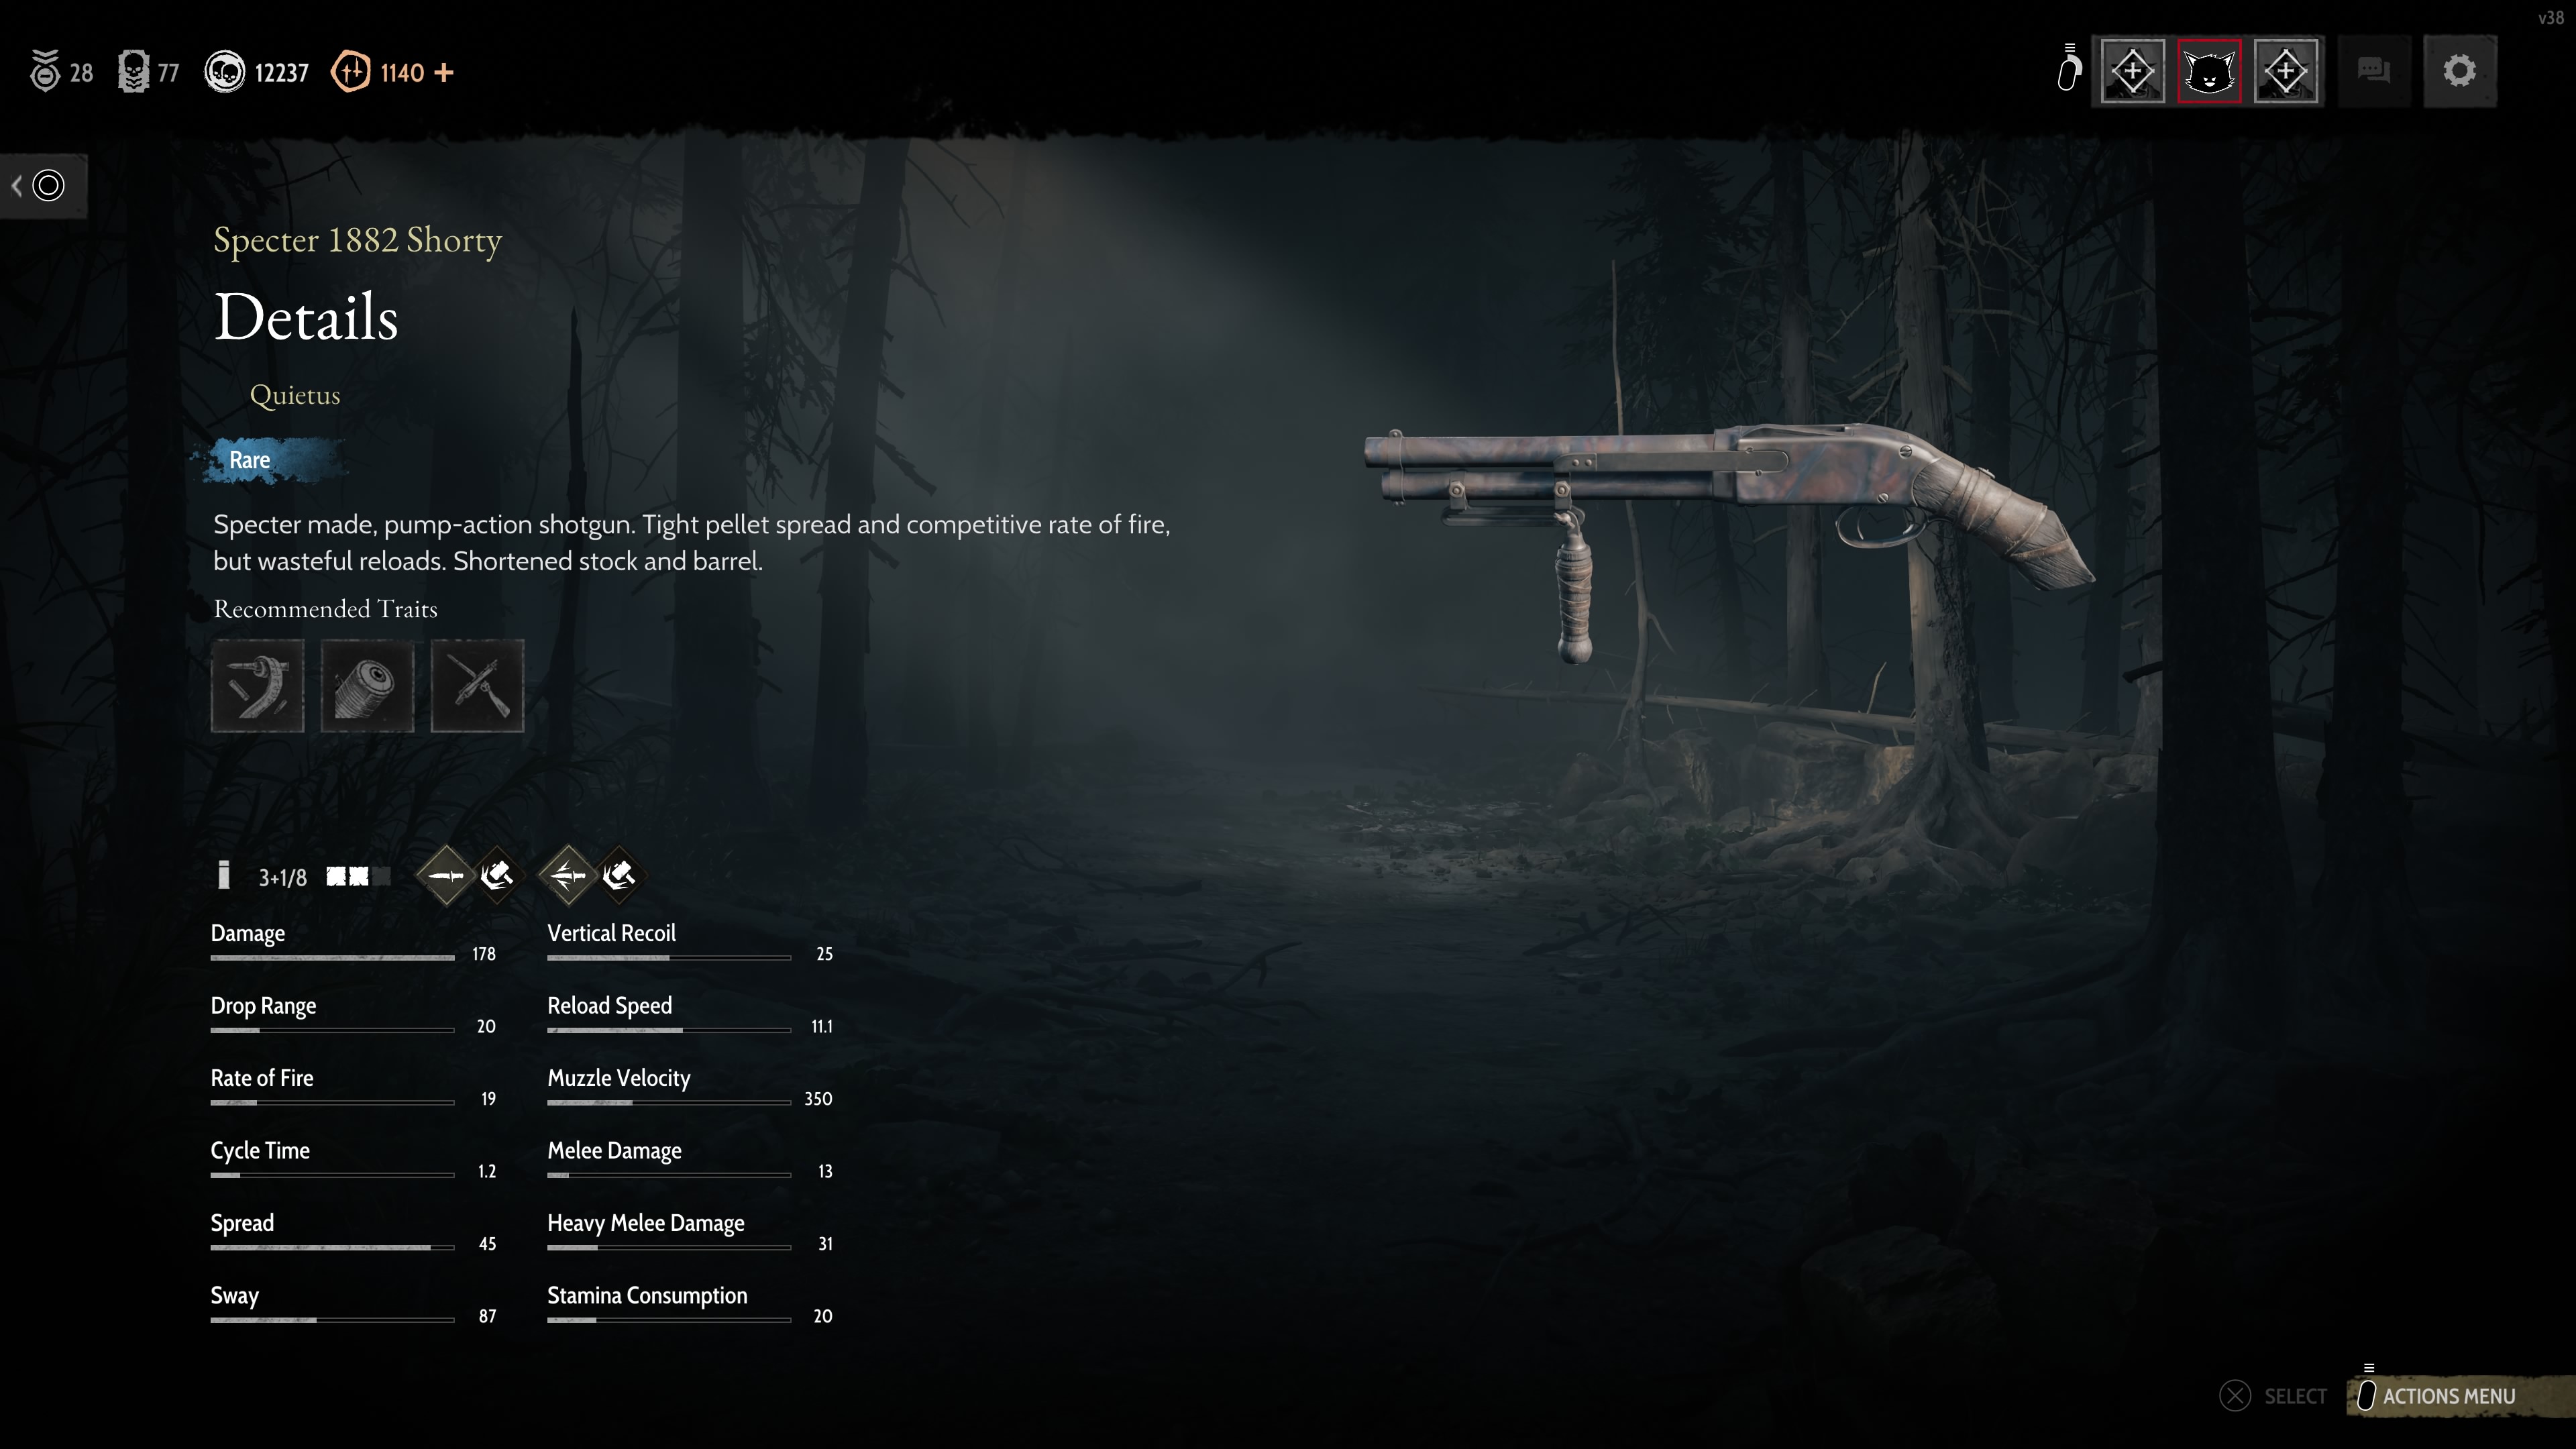 v38
28
77
12237
1140 +
Specter 1882 Shorty
Details
Quietus
Rare
Specter made, pump-action shotgun. Tight pellet spread and competitive rate of fire,
but wasteful reloads. Shortened stock and barrel.
Recommended Traits
3+1/8
Damage
178
Vertical Recoil
25
Drop Range
20
Reload Speed
11.1
Rate of Fire
19
Muzzle Velocity
350
Cycle Time
1.2
Melee Damage
13
Spread
45
Heavy Melee Damage
31
Sway
87
Stamina Consumption
20
SELECT
ACTIONS MENU